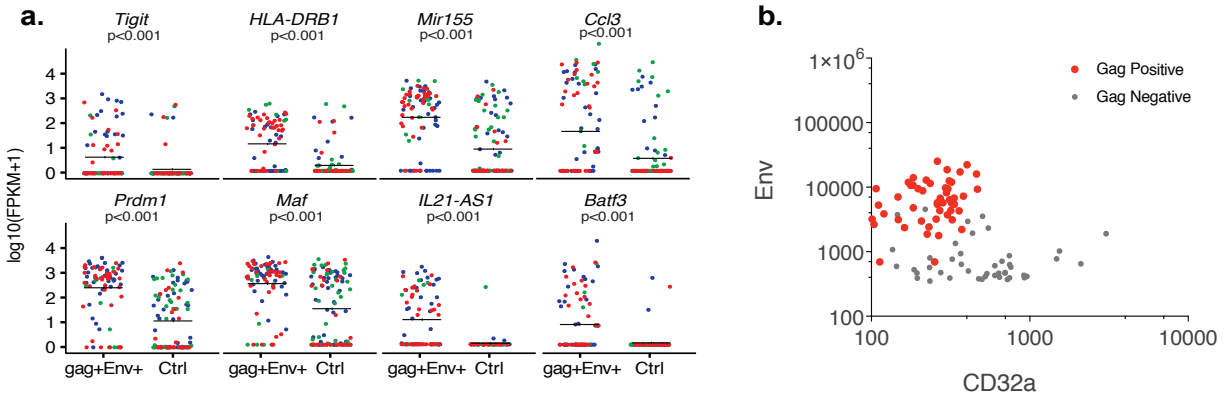 a.
Tigit
p<0.001
HLA-DRB1
p<0.001
Mir155
p<0.001
Ccl3
p<0.001
4
3
2
1
0
log10(FPKM+1)
Prdm1
p<0.001
Maf
p<0.001
IL21-AS1
p<0.001
Batf3
p<0.001
4
3
2
1
0
gag+Env+ Ctrl gag+Env+ Ctrl gag+Env+ Ctrl gag+Env+ Ctrl
b.
1×10^6
100000
10000
1000
100
Env
Gag Positive
Gag Negative
100 1000 10000
CD32a